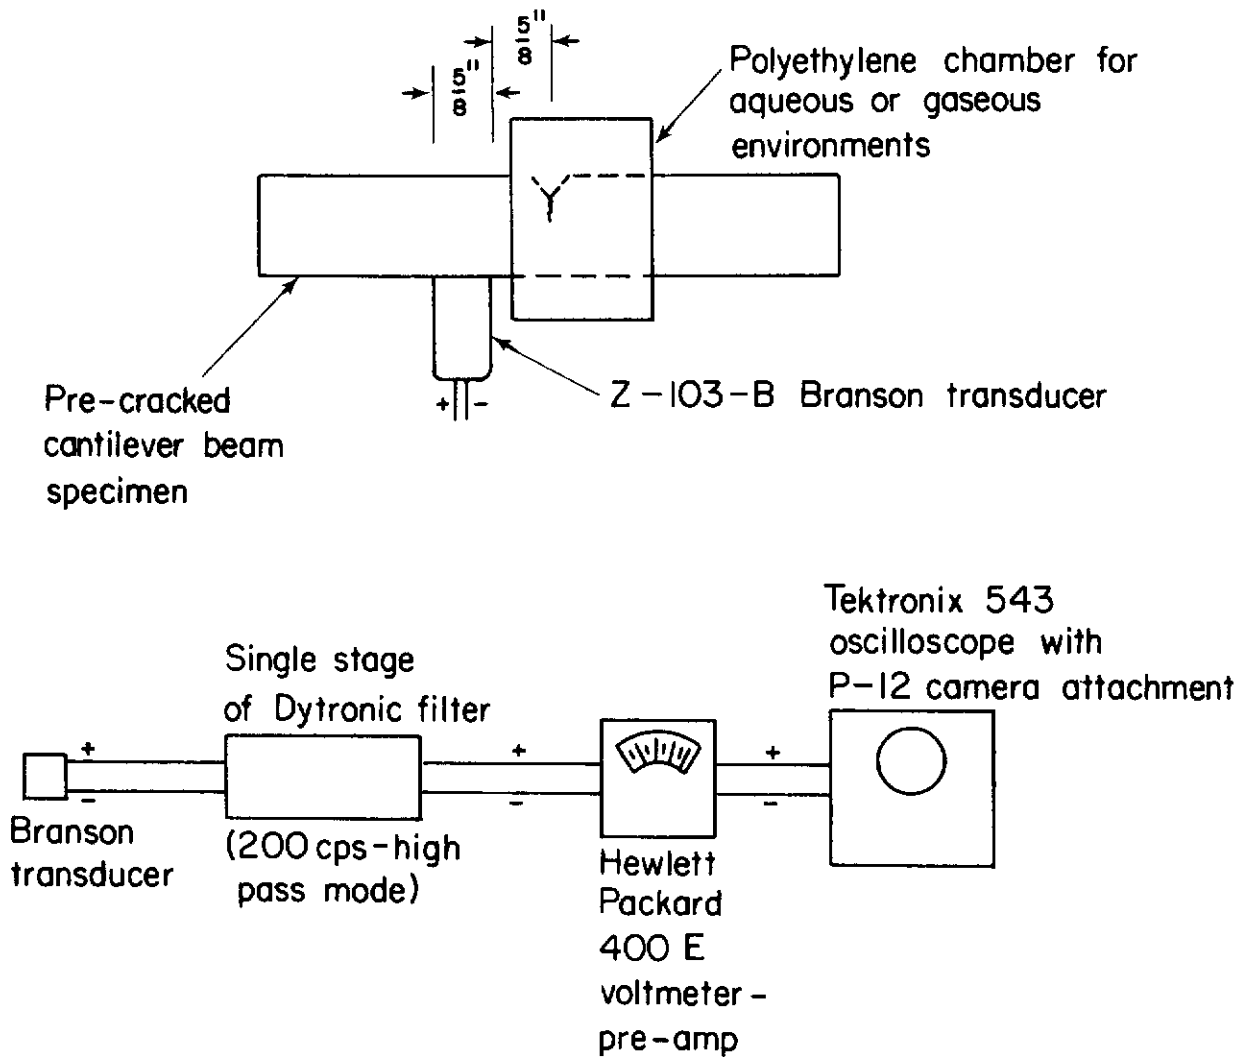 5"
8
5"
8
Polyethylene chamber for
aqueous or gaseous
environments
Pre-cracked
cantilever beam
specimen
+ -
Z-103-B Branson transducer
Tektronix 543
oscilloscope with
P-12 camera attachment
Single stage
of Dytronic filter
+
-
+
-
+
-
Branson
transducer
(200 cps-high
pass mode)
Hewlett
Packard
400 E
voltmeter-
pre-amp